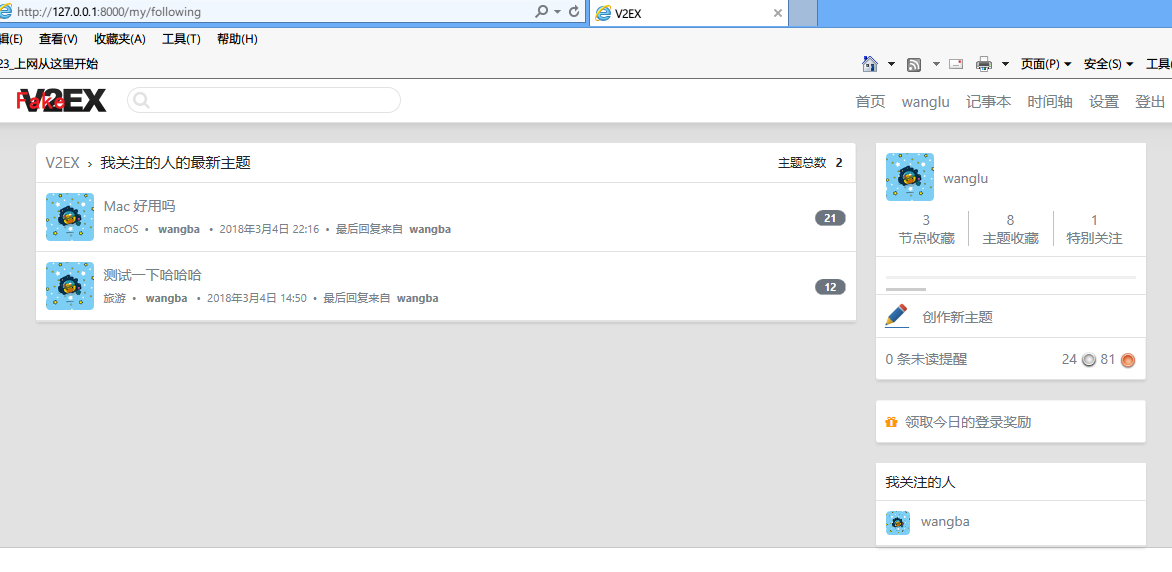 http://127.0.0.1:8000/my/following V2EX
辑(E) 查看(V) 收藏夹(A) 工具(T) 帮助(H)
23_上网从这里开始 页面(P) 安全(S) 工具
V2EX Fake 首页 wanglu 记事本 时间轴 设置 登出
V2EX › 我关注的人的最新主题 主题总数 2
Mac 好用吗
macOS • wangba • 2018年3月4日 22:16 • 最后回复来自 wangba
21
测试一下哈哈哈
旅游 • wangba • 2018年3月4日 14:50 • 最后回复来自 wangba
12
wanglu
3 8 1
节点收藏 主题收藏 特别关注
创作新主题
0 条未读提醒 24 81
领取今日的登录奖励
我关注的人
wangba